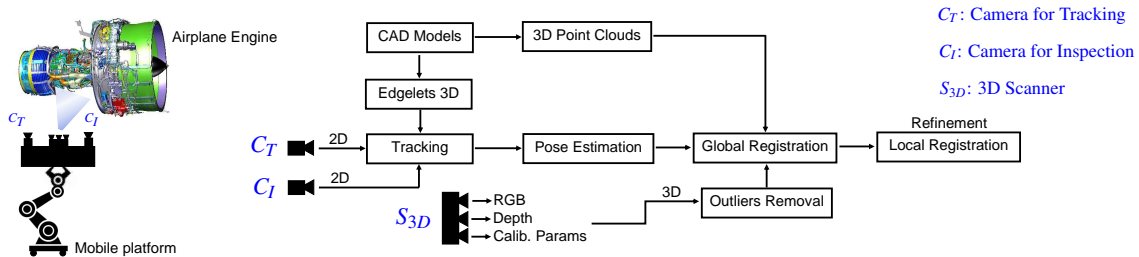 Airplane Engine
C_T
C_I
Mobile platform
CAD Models
3D Point Clouds
Edgelets 3D
C_T
2D
Tracking
Pose Estimation
Global Registration
Refinement
Local Registration
C_I
2D
S_3D
RGB
Depth
Calib. Params
3D
Outliers Removal
C_T: Camera for Tracking
C_I: Camera for Inspection
S_3D: 3D Scanner